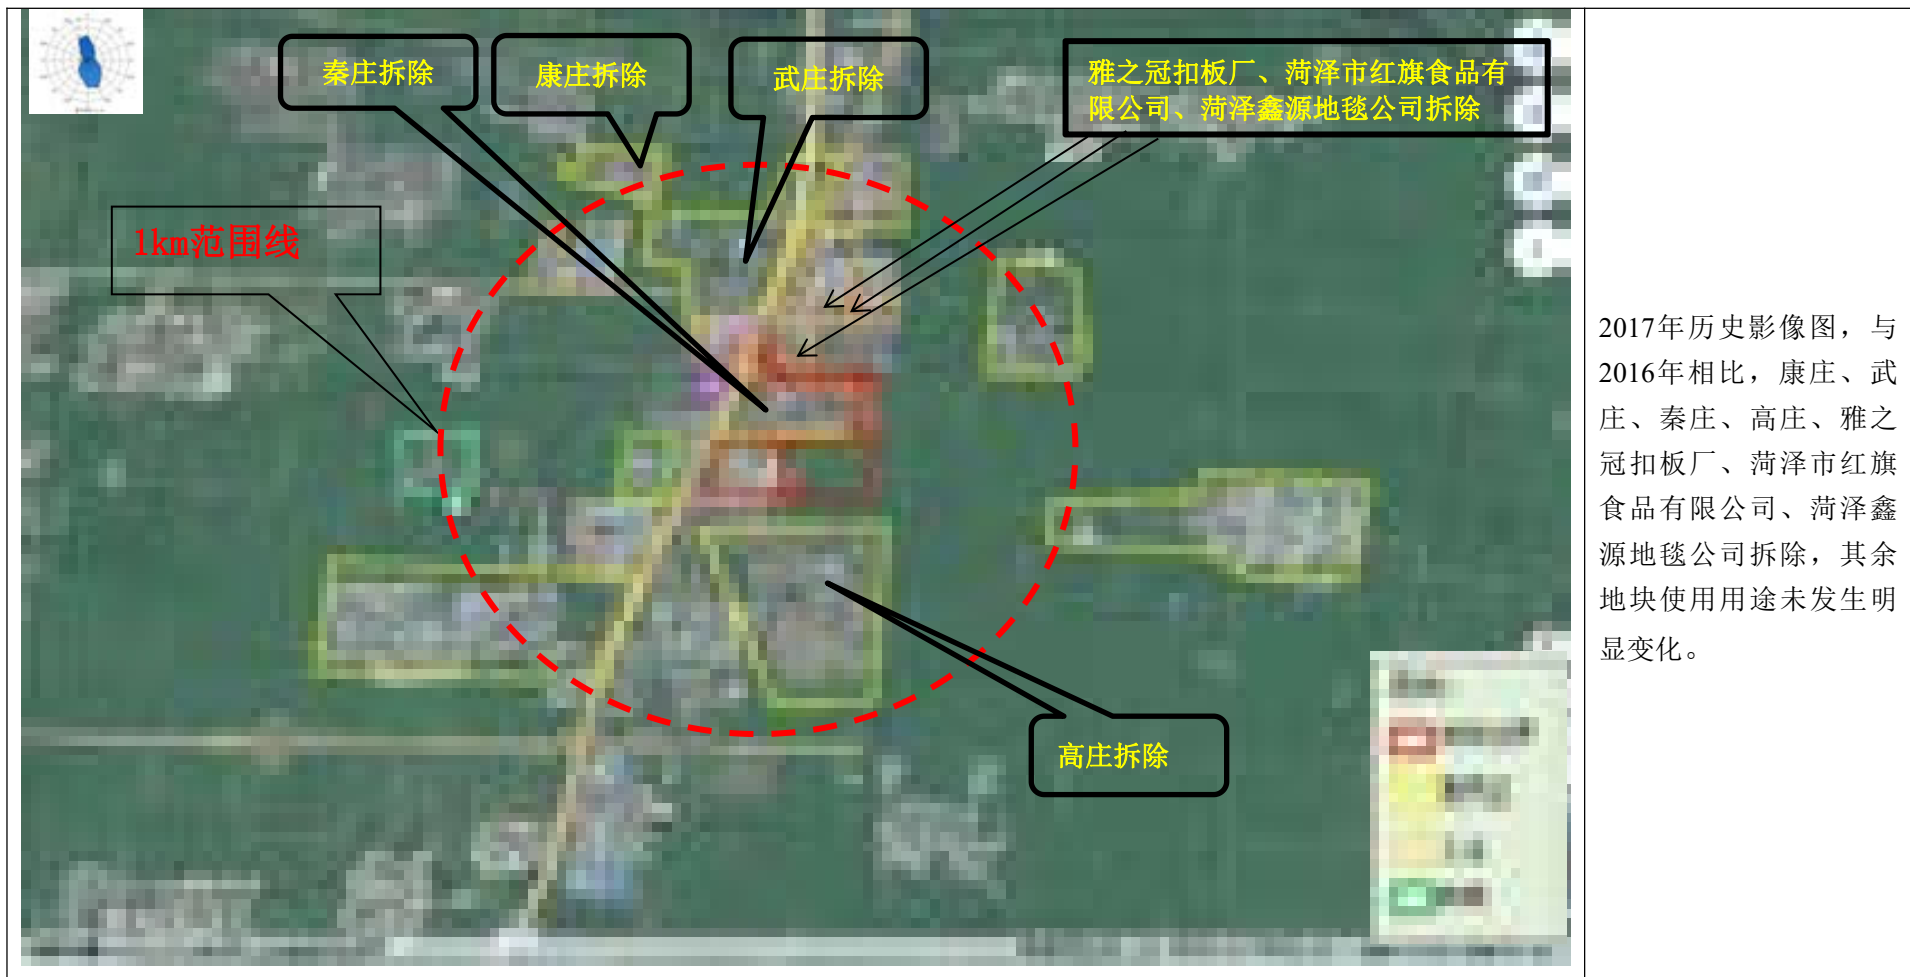 秦庄拆除
康庄拆除
武庄拆除
雅之冠扣板厂、菏泽市红旗食品有
限公司、菏泽鑫源地毯公司拆除
1km范围线
高庄拆除
2017年历史影像图，与
2016年相比，康庄、武
庄、秦庄、高庄、雅之
冠扣板厂、菏泽市红旗
食品有限公司、菏泽鑫
源地毯公司拆除，其余
地块使用用途未发生明
显变化。